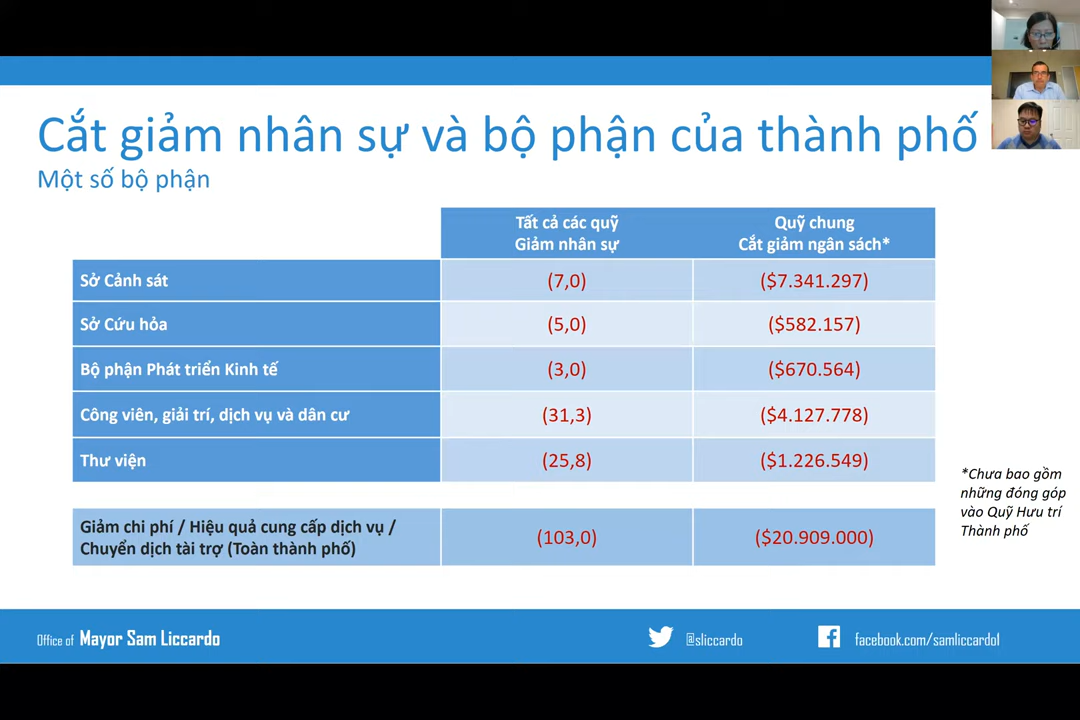 Cắt giảm nhân sự và bộ phận của thành phố
Một số bộ phận
Tất cả các quỹ
Giảm nhân sự
Quỹ chung
Cắt giảm ngân sách*
Sở Cảnh sát
(7,0)
($7.341.297)
Sở Cứu hỏa
(5,0)
($582.157)
Bộ phận Phát triển Kinh tế
(3,0)
($670.564)
Công viên, giải trí, dịch vụ và dân cư
(31,3)
($4.127.778)
Thư viện
(25,8)
($1.226.549)
Giảm chi phí / Hiệu quả cung cấp dịch vụ /
Chuyển dịch tài trợ (Toàn thành phố)
(103,0)
($20.909.000)
*Chưa bao gồm
những đóng góp
vào Quỹ Hưu trí
Thành phố
Office of Mayor Sam Liccardo
@sliccardo
facebook.com/samliccardo1